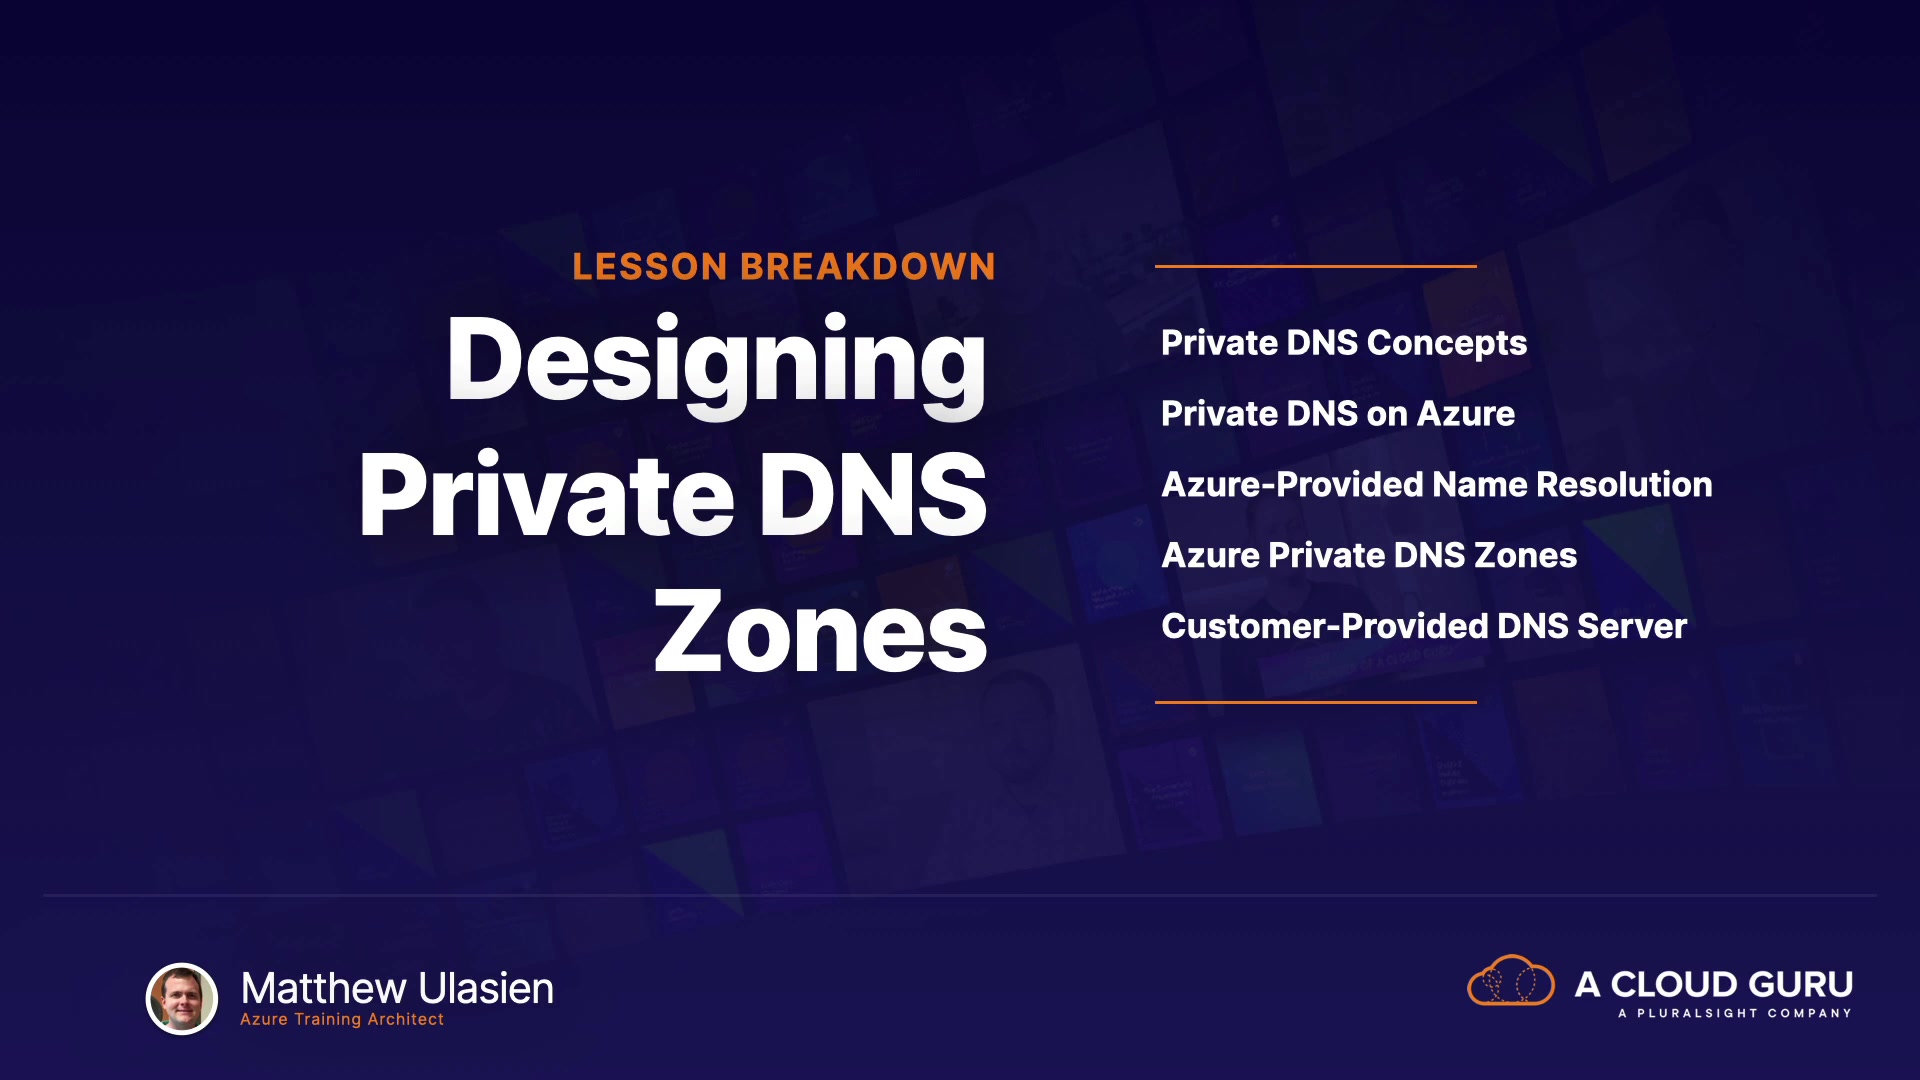 LESSON BREAKDOWN
Designing
Private DNS
Zones
Private DNS Concepts
Private DNS on Azure
Azure-Provided Name Resolution
Azure Private DNS Zones
Customer-Provided DNS Server
Matthew Ulasien
Azure Training Architect
A CLOUD GURU
A PLURALSIGHT COMPANY